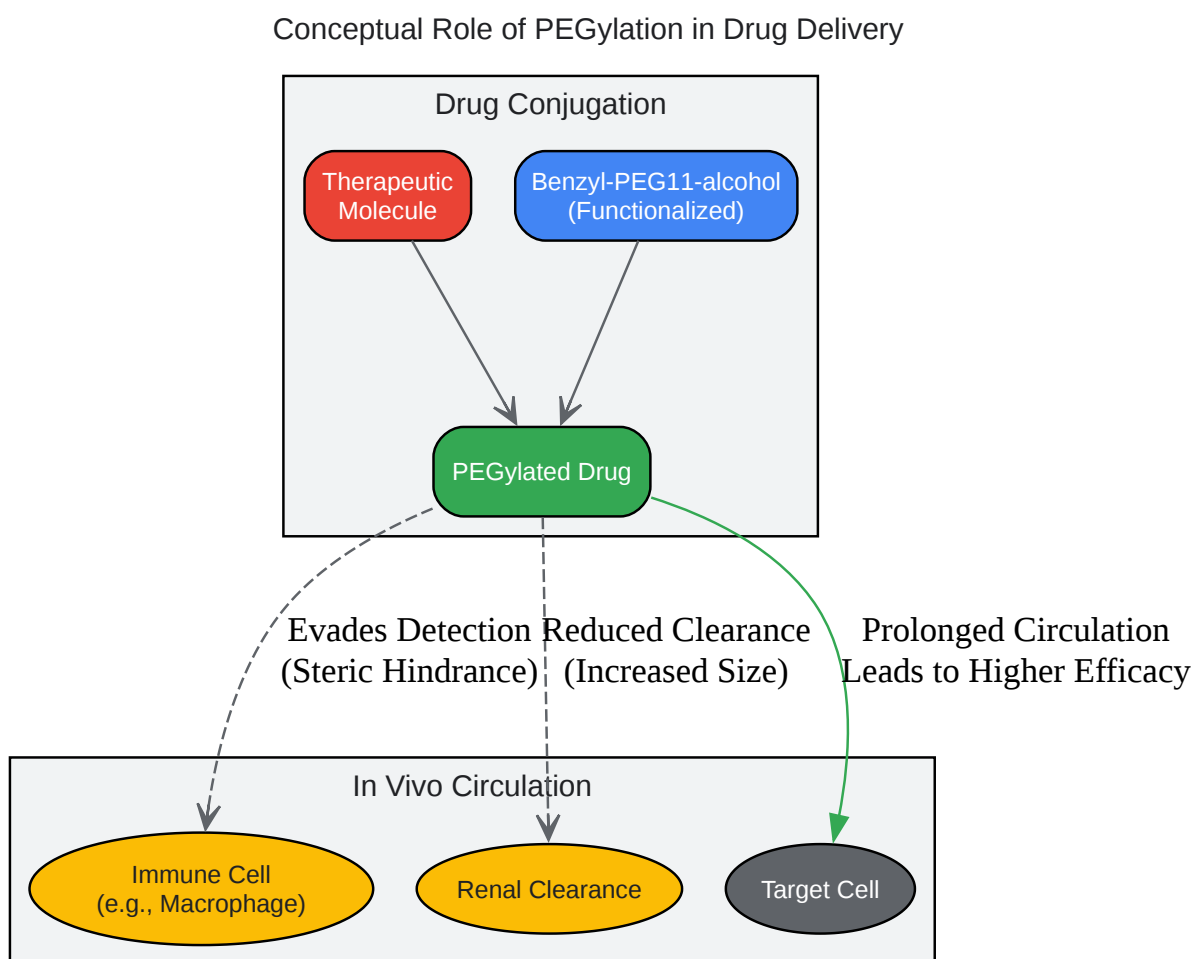 Conceptual Role of PEGylation in Drug Delivery
Drug Conjugation
Therapeutic
Molecule
Benzyl-PEG11-alcohol
(Functionalized)
PEGylated Drug
Evades Detection
(Steric Hindrance)
Reduced Clearance
(Increased Size)
Prolonged Circulation
Leads to Higher Efficacy
In Vivo Circulation
Immune Cell
(e.g., Macrophage)
Renal Clearance
Target Cell